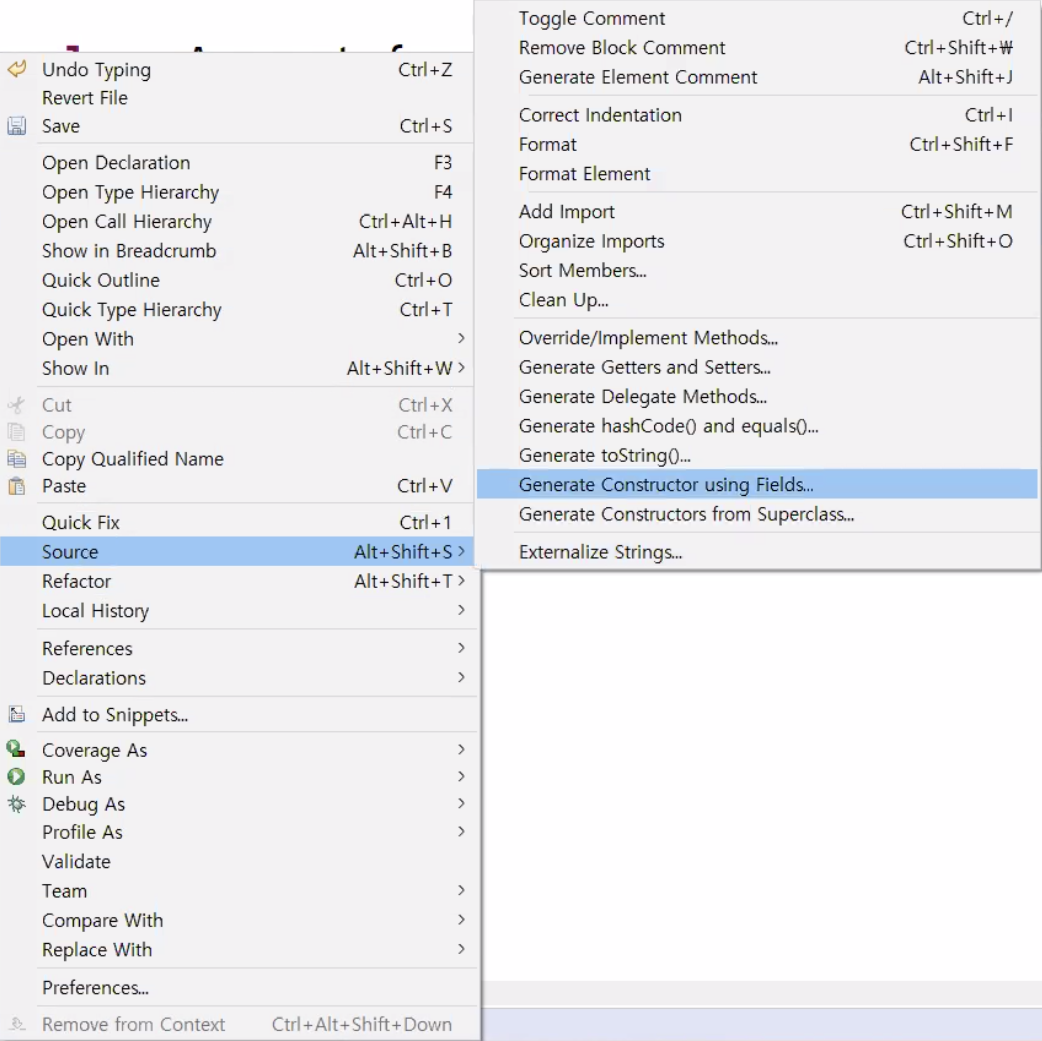 Undo Typing Ctrl+Z
Revert File
Save Ctrl+S
Open Declaration F3
Open Type Hierarchy F4
Open Call Hierarchy Ctrl+Alt+H
Show in Breadcrumb Alt+Shift+B
Quick Outline Ctrl+O
Quick Type Hierarchy Ctrl+T
Open With >
Show In Alt+Shift+W >
Cut Ctrl+X
Copy Ctrl+C
Copy Qualified Name
Paste Ctrl+V
Quick Fix Ctrl+1
Source Alt+Shift+S >
Refactor Alt+Shift+T >
Local History >
References >
Declarations >
Add to Snippets...
Coverage As >
Run As >
Debug As >
Profile As >
Validate
Team >
Compare With >
Replace With >
Preferences...
Remove from Context Ctrl+Alt+Shift+Down
Toggle Comment Ctrl+/
Remove Block Comment Ctrl+Shift+₩
Generate Element Comment Alt+Shift+J
Correct Indentation Ctrl+I
Format Ctrl+Shift+F
Format Element
Add Import Ctrl+Shift+M
Organize Imports Ctrl+Shift+O
Sort Members...
Clean Up...
Override/Implement Methods...
Generate Getters and Setters...
Generate Delegate Methods...
Generate hashCode() and equals()...
Generate toString()...
Generate Constructor using Fields...
Generate Constructors from Superclass...
Externalize Strings...